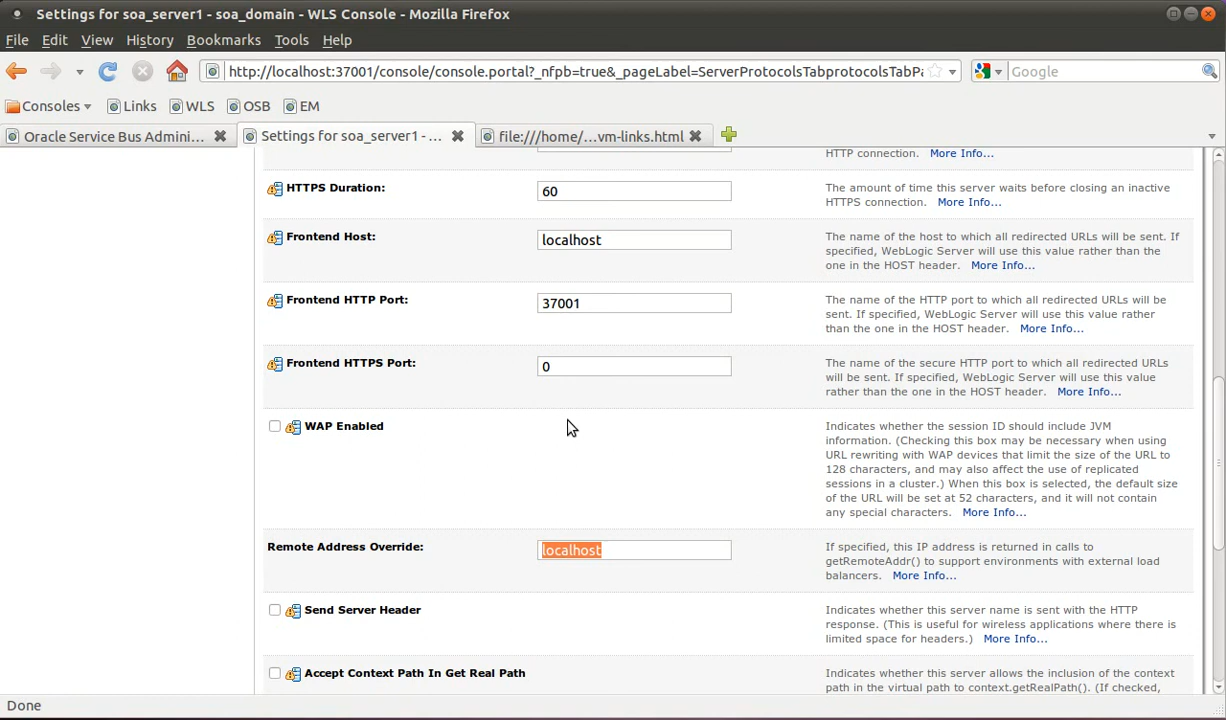 Settings for soa_server1 - soa_domain - WLS Console - Mozilla Firefox
File Edit View History Bookmarks Tools Help
http://localhost:37001/console/console.portal?_nfpb=true&_pageLabel=ServerProtocolsTabprotocolsTabPa
Google
Consoles Links WLS OSB EM
Oracle Service Bus Admini... Settings for soa_server1 - ... file:///home/...vm-links.html
HTTP connection. More Info...
HTTPS Duration:
60
The amount of time this server waits before closing an inactive
HTTPS connection. More Info...
Frontend Host:
localhost
The name of the host to which all redirected URLs will be sent. If
specified, WebLogic Server will use this value rather than the
one in the HOST header. More Info...
Frontend HTTP Port:
37001
The name of the HTTP port to which all redirected URLs will be
sent. If specified, WebLogic Server will use this value rather
than the one in the HOST header. More Info...
Frontend HTTPS Port:
0
The name of the secure HTTP port to which all redirected URLs
will be sent. If specified, WebLogic Server will use this value
rather than the one in the HOST header. More Info...
WAP Enabled
Indicates whether the session ID should include JVM
information. (Checking this box may be necessary when using
URL rewriting with WAP devices that limit the size of the URL to
128 characters, and may also affect the use of replicated
sessions in a cluster.) When this box is selected, the default size
of the URL will be set at 52 characters, and it will not contain
any special characters. More Info...
Remote Address Override:
localhost
If specified, this IP address is returned in calls to
getRemoteAddr() to support environments with external load
balancers. More Info...
Send Server Header
Indicates whether this server name is sent with the HTTP
response. (This is useful for wireless applications where there is
limited space for headers.) More Info...
Accept Context Path In Get Real Path
Indicates whether this server allows the inclusion of the context
path in the virtual path to context.getRealPath(). (If checked,
Done